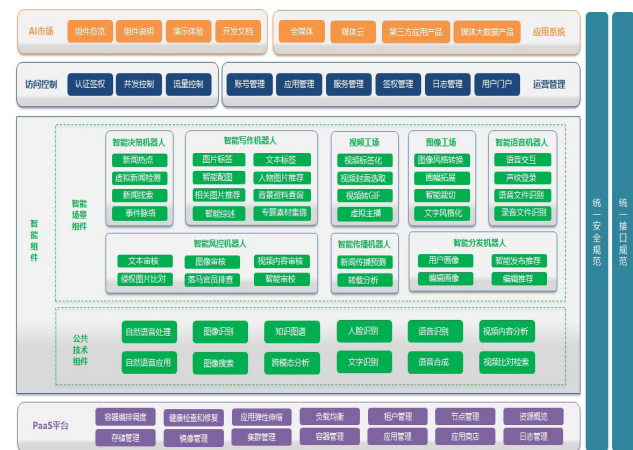 AI市场 组件总览 组件说明 演示体验 开发文档 全媒体 媒体云 第三方应用产品 媒体大数据产品 应用系统
访问控制 认证签权 并发控制 流量控制 账号管理 应用管理 服务管理 签权管理 日志管理 用户门户 运营管理
智能组件
智能场景组件
智能决策机器人
新闻热点
虚拟新闻检测
新闻线索
事件脉络
智能写作机器人
图片标签 文本标签
智能配图 人物图片推荐
相关图片推荐 背景资料查询
智能综述 专题素材集锦
视频工场
视频标签化
视频封面选取
视频转GIF
虚拟主播
图像工场
图像风格转换
画幅拓展
智能裁切
文字风格化
智能语音机器人
语音交互
声纹登录
语音文件识别
录音文件识别
智能风控机器人
文本审核 图像审核 视频内容审核
侵权图片比对 落马官员排查 智能审校
智能传播机器人
新闻传播预测
转载分析
智能分发机器人
用户画像 智能发布推荐
编辑画像 编辑推荐
公共技术组件
自然语音处理 图像识别 知识图谱 人脸识别 语音识别 视频内容分析
自然语音应用 图像搜索 跨模态分析 文字识别 语音合成 视频比对检索
PaaS平台
容器编排调度 健康检查和修复 应用弹性伸缩 负载均衡 租户管理 节点管理 资源概览
存储管理 镜像管理 集群管理 容器管理 应用管理 应用商店 日志管理
统一安全规范
统一接口规范